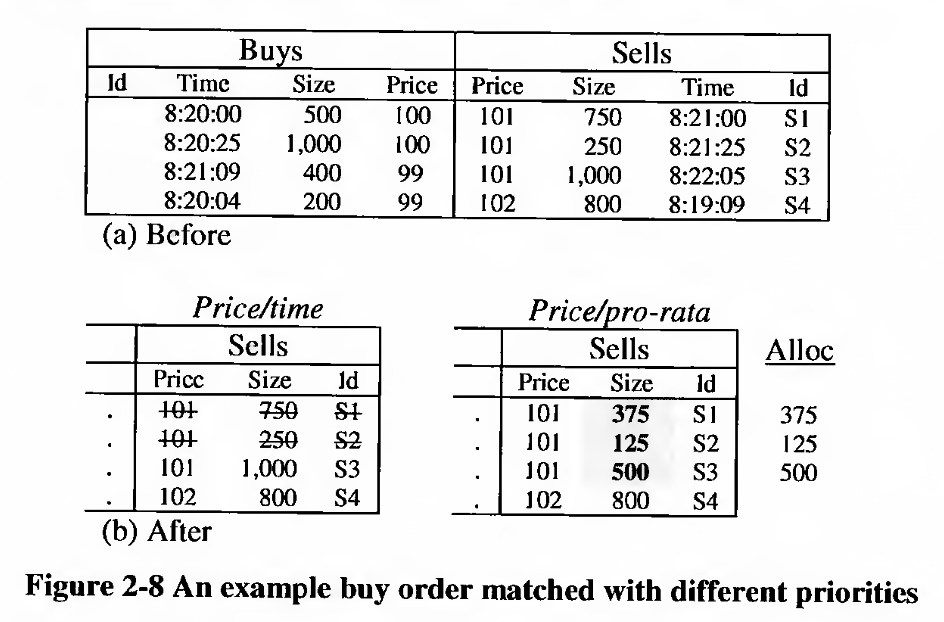 Buys Sells
Id Time Size Price Price Size Time Id
8:20:00 500 100 101 750 8:21:00 S1
8:20:25 1,000 100 101 250 8:21:25 S2
8:21:09 400 99 101 1,000 8:22:05 S3
8:20:04 200 99 102 800 8:19:09 S4
(a) Before
Price/time Price/pro-rata
Sells Sells Alloc
Price Size Id Price Size Id
. 101 750 S1 . 101 375 S1 375
. 101 250 S2 . 101 125 S2 125
. 101 1,000 S3 . 101 500 S3 500
. 102 800 S4 . 102 800 S4
(b) After
Figure 2-8 An example buy order matched with different priorities